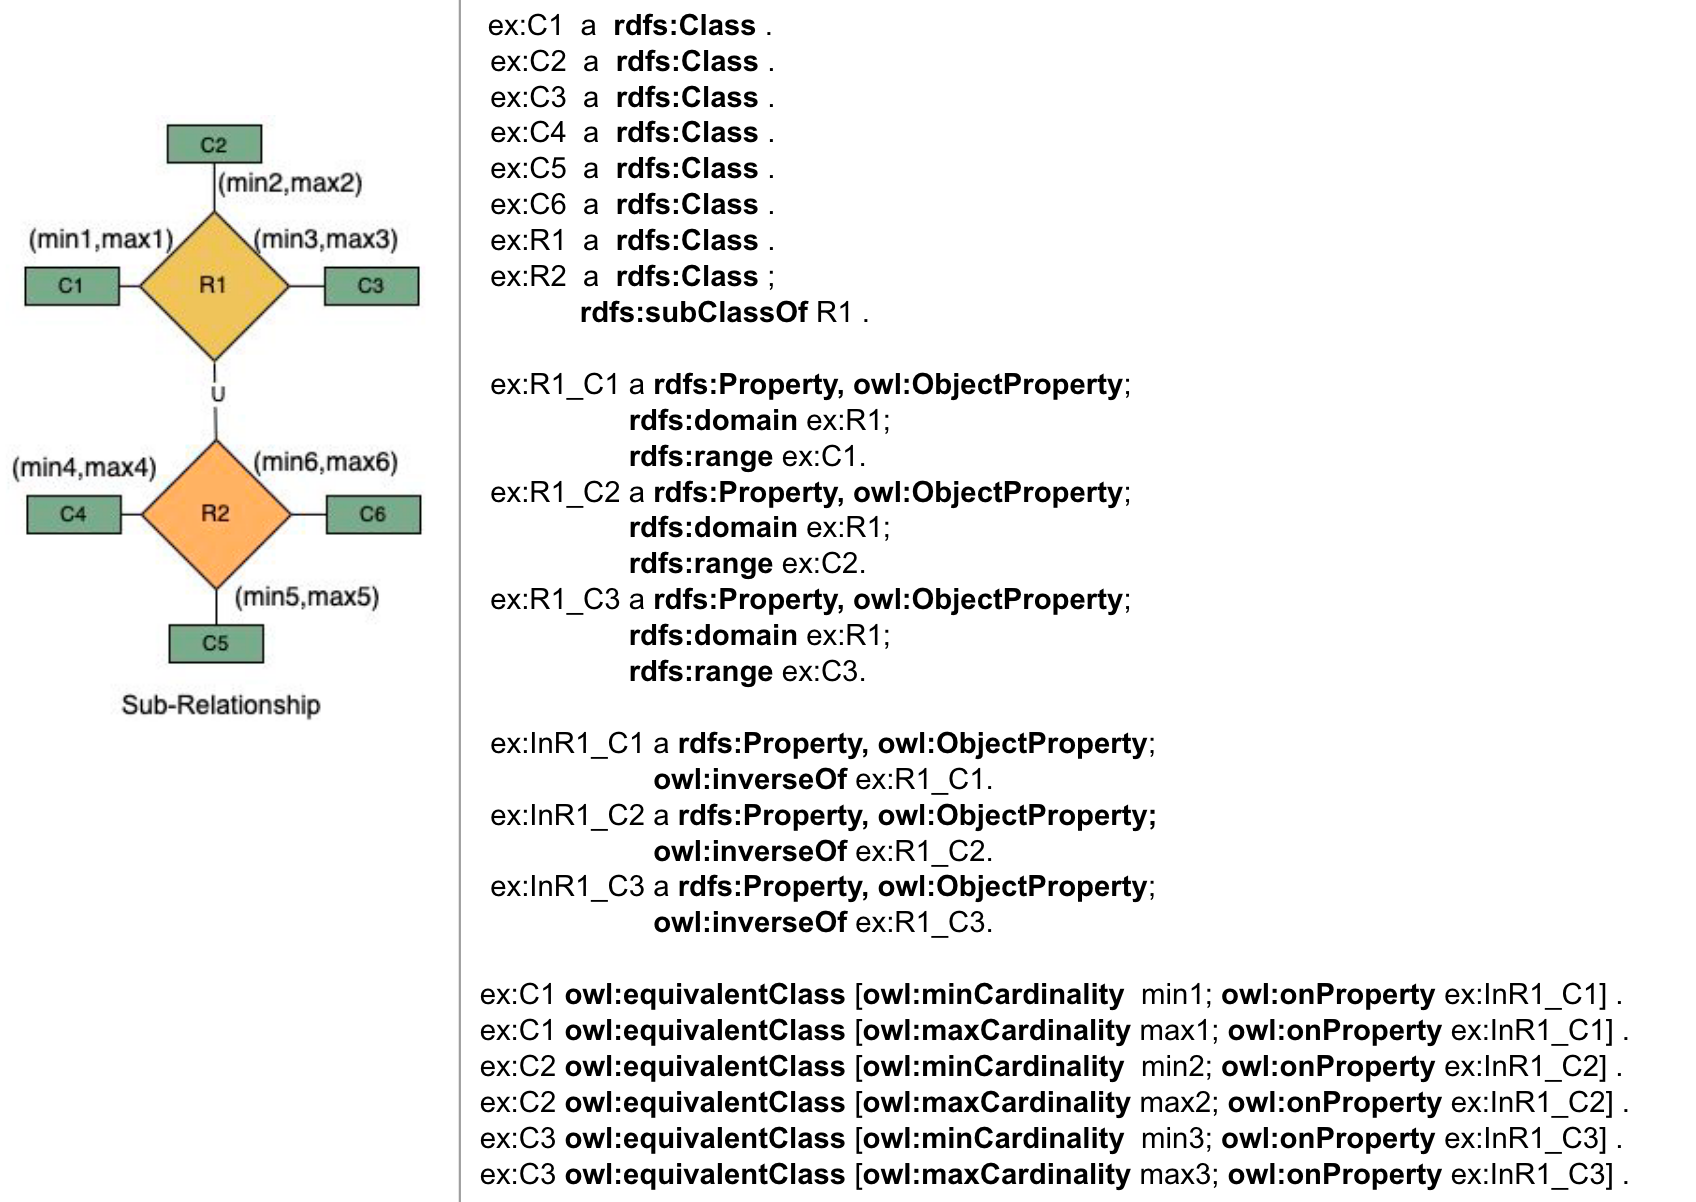 C2
(min2,max2)
(min1,max1)
(min3,max3)
C1
R1
C3
U
(min4,max4)
(min6,max6)
C4
R2
C6
(min5,max5)
C5
Sub-Relationship
ex:C1 a rdfs:Class .
ex:C2 a rdfs:Class .
ex:C3 a rdfs:Class .
ex:C4 a rdfs:Class .
ex:C5 a rdfs:Class .
ex:C6 a rdfs:Class .
ex:R1 a rdfs:Class .
ex:R2 a rdfs:Class ;
rdfs:subClassOf R1 .
ex:R1_C1 a rdfs:Property, owl:ObjectProperty;
rdfs:domain ex:R1;
rdfs:range ex:C1.
ex:R1_C2 a rdfs:Property, owl:ObjectProperty;
rdfs:domain ex:R1;
rdfs:range ex:C2.
ex:R1_C3 a rdfs:Property, owl:ObjectProperty;
rdfs:domain ex:R1;
rdfs:range ex:C3.
ex:InR1_C1 a rdfs:Property, owl:ObjectProperty;
owl:inverseOf ex:R1_C1.
ex:InR1_C2 a rdfs:Property, owl:ObjectProperty;
owl:inverseOf ex:R1_C2.
ex:InR1_C3 a rdfs:Property, owl:ObjectProperty;
owl:inverseOf ex:R1_C3.
ex:C1 owl:equivalentClass [owl:minCardinality min1; owl:onProperty ex:InR1_C1] .
ex:C1 owl:equivalentClass [owl:maxCardinality max1; owl:onProperty ex:InR1_C1] .
ex:C2 owl:equivalentClass [owl:minCardinality min2; owl:onProperty ex:InR1_C2] .
ex:C2 owl:equivalentClass [owl:maxCardinality max2; owl:onProperty ex:InR1_C2] .
ex:C3 owl:equivalentClass [owl:minCardinality min3; owl:onProperty ex:InR1_C3] .
ex:C3 owl:equivalentClass [owl:maxCardinality max3; owl:onProperty ex:InR1_C3] .